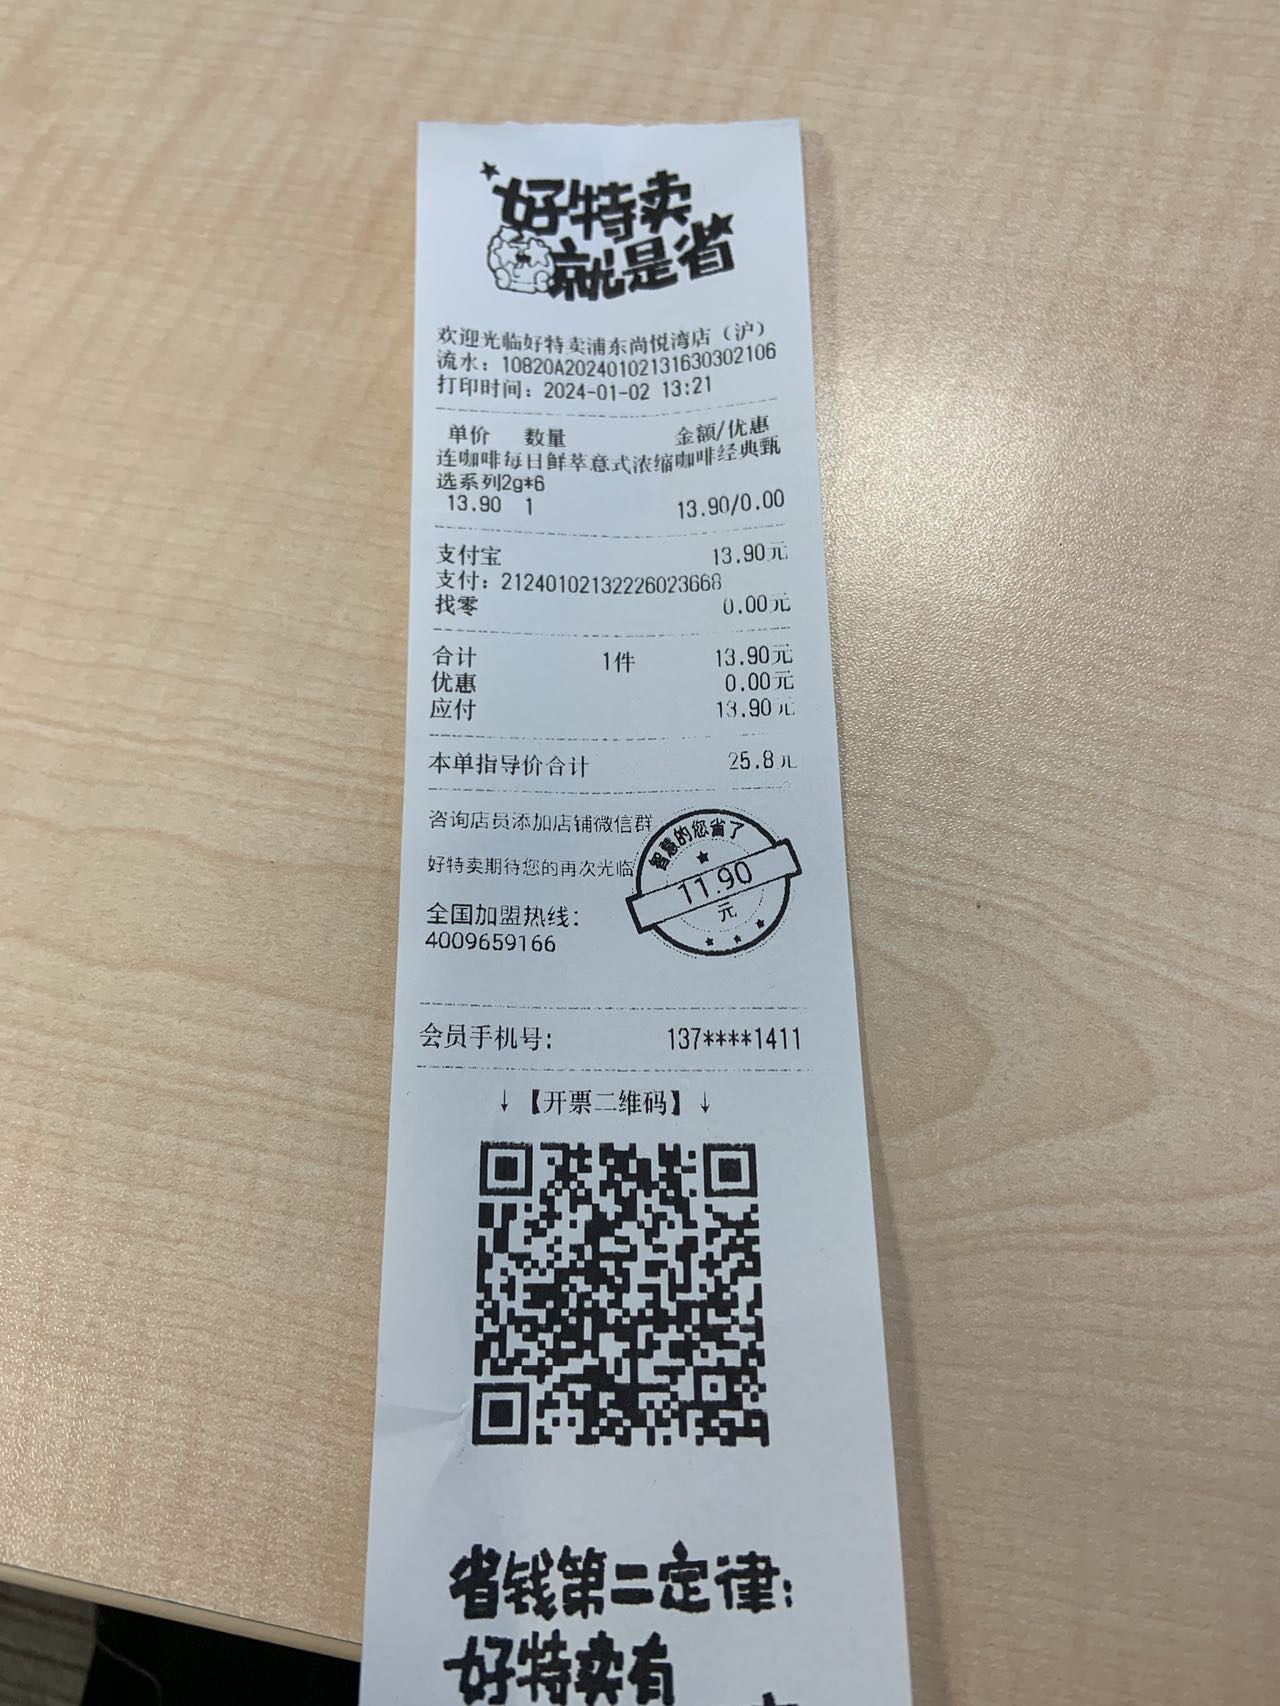 好特卖
就是省
欢迎光临好特卖浦东尚悦湾店（沪）
流水：10820A20240102131630302106
打印时间：2024-01-02 13:21
单价 数量 金额/优惠
连咖啡每日鲜萃意式浓缩咖啡经典甄
选系列2g*6
13.90 1 13.90/0.00
支付宝 13.90元
支付：21240102132226023668
找零 0.00元
合计 1件 13.90元
优惠 0.00元
应付 13.90元
本单指导价合计 25.8元
咨询店员添加店铺微信群
好特卖期待您的再次光临
智慧的您省了
11.90
元
全国加盟热线：
4009659166
会员手机号： 137****1411
↓【开票二维码】↓
省钱第二定律：
好特卖有